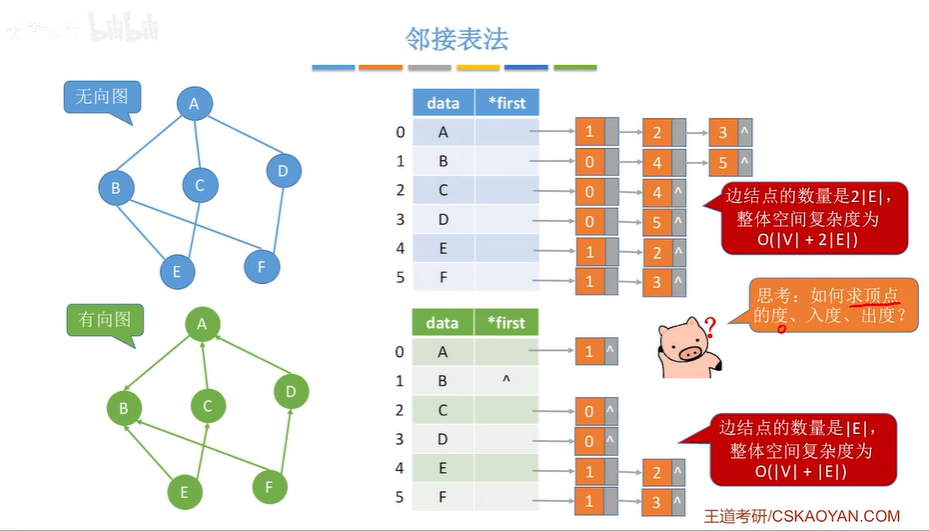 bilibili
邻接表法
无向图
A
B
C
D
E
F
data *first
0 A 1 2 3 ^
1 B 0 4 5 ^
2 C 0 4 ^
3 D 0 5 ^
4 E 1 2 ^
5 F 1 3 ^
边结点的数量是2|E|，
整体空间复杂度为
O(|V| + 2|E|)
思考：如何求顶点
的度、入度、出度？
?
有向图
A
B
C
D
E
F
data *first
0 A 1 ^
1 B ^
2 C 0 ^
3 D 0 ^
4 E 1 2 ^
5 F 1 3 ^
边结点的数量是|E|，
整体空间复杂度为
O(|V| + |E|)
王道考研/CSKAOYAN.COM